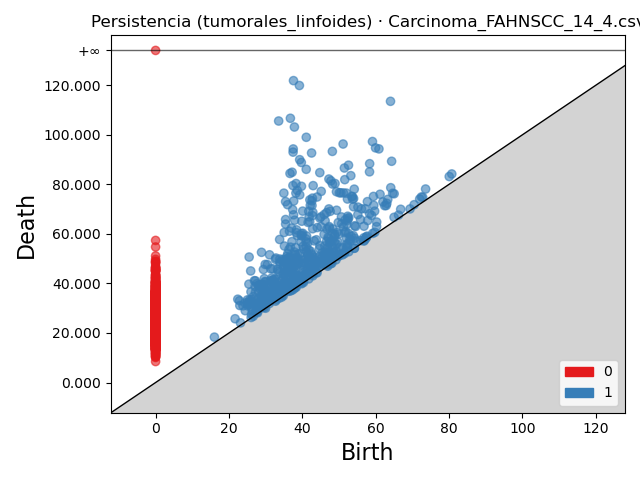 Persistencia (tumorales_linfoides) · Carcinoma_FAHNSCC_14_4.csv
+∞
120.000
100.000
80.000
60.000
40.000
20.000
0.000
Death
0
1
0 20 40 60 80 100 120
Birth